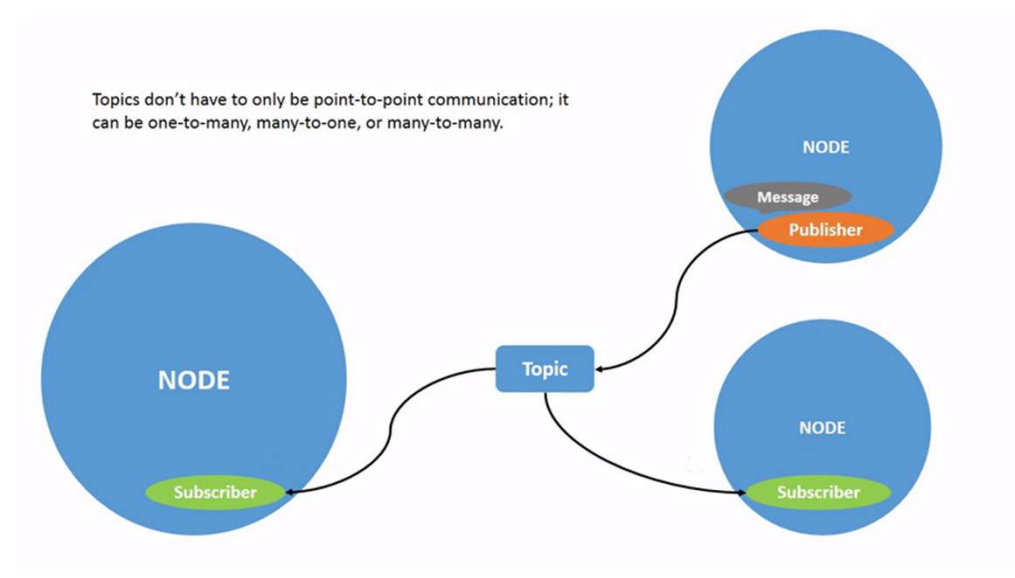 Topics don't have to only be point-to-point communication; it
can be one-to-many, many-to-one, or many-to-many.
NODE
Message
Publisher
Topic
NODE
Subscriber
NODE
Subscriber